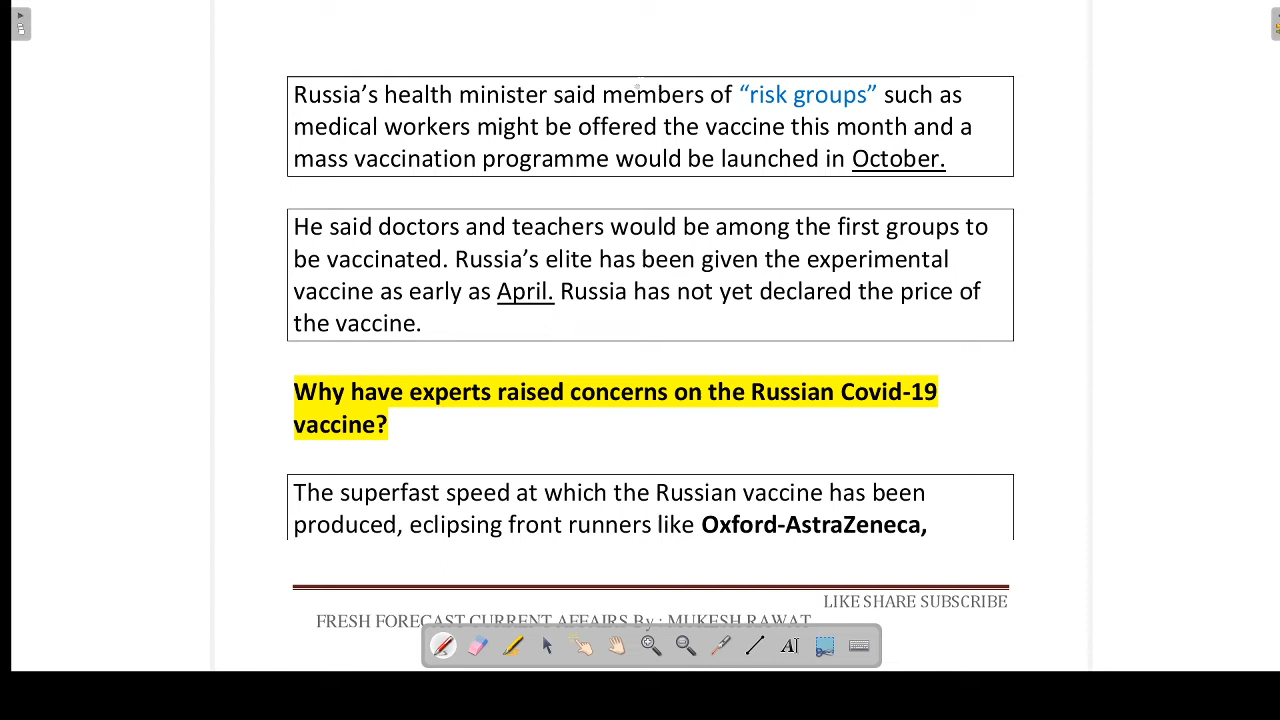 Russia’s health minister said members of “risk groups” such as
medical workers might be offered the vaccine this month and a
mass vaccination programme would be launched in October.
He said doctors and teachers would be among the first groups to
be vaccinated. Russia’s elite has been given the experimental
vaccine as early as April. Russia has not yet declared the price of
the vaccine.
Why have experts raised concerns on the Russian Covid-19
vaccine?
The superfast speed at which the Russian vaccine has been
produced, eclipsing front runners like Oxford-AstraZeneca,
LIKE SHARE SUBSCRIBE
FRESH FORECAST CURRENT AFFAIRS By : MUKESH RAWAT
AI